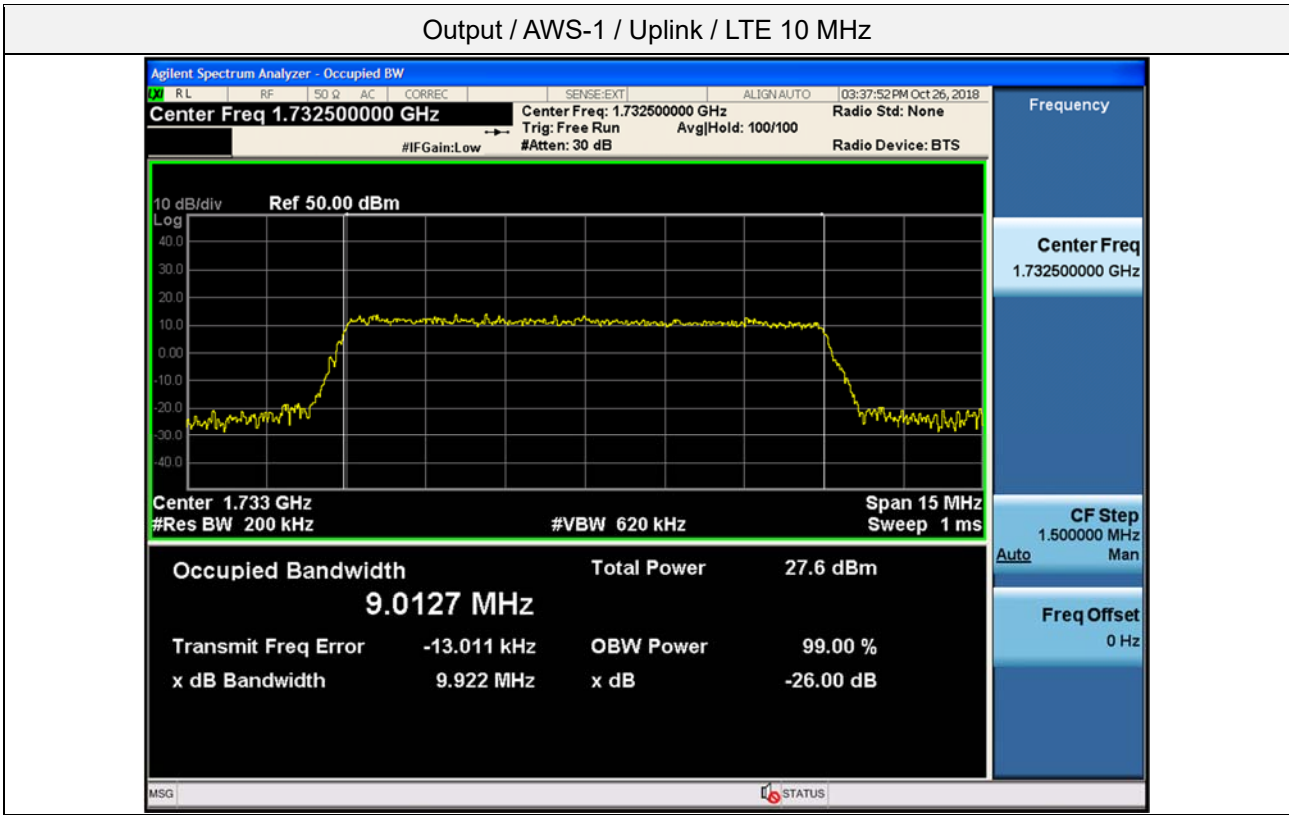 Output / AWS-1 / Uplink / LTE 10 MHz
Agilent Spectrum Analyzer - Occupied BW
LXI RL RF 50 Ω AC CORREC SENSE:EXT ALIGN AUTO 03:37:52 PM Oct 26, 2018
Center Freq 1.732500000 GHz
Center Freq: 1.732500000 GHz
Radio Std: None
Trig: Free Run Avg|Hold: 100/100
#IFGain:Low
#Atten: 30 dB
Radio Device: BTS
Frequency
10 dB/div Ref 50.00 dBm
Log
40.0
30.0
20.0
10.0
0.00
-10.0
-20.0
-30.0
-40.0
Center 1.733 GHz Span 15 MHz
#Res BW 200 kHz #VBW 620 kHz Sweep 1 ms
Center Freq
1.732500000 GHz
CF Step
1.500000 MHz
Auto Man
Freq Offset
0 Hz
Occupied Bandwidth Total Power 27.6 dBm
9.0127 MHz
Transmit Freq Error -13.011 kHz OBW Power 99.00 %
x dB Bandwidth 9.922 MHz x dB -26.00 dB
MSG STATUS